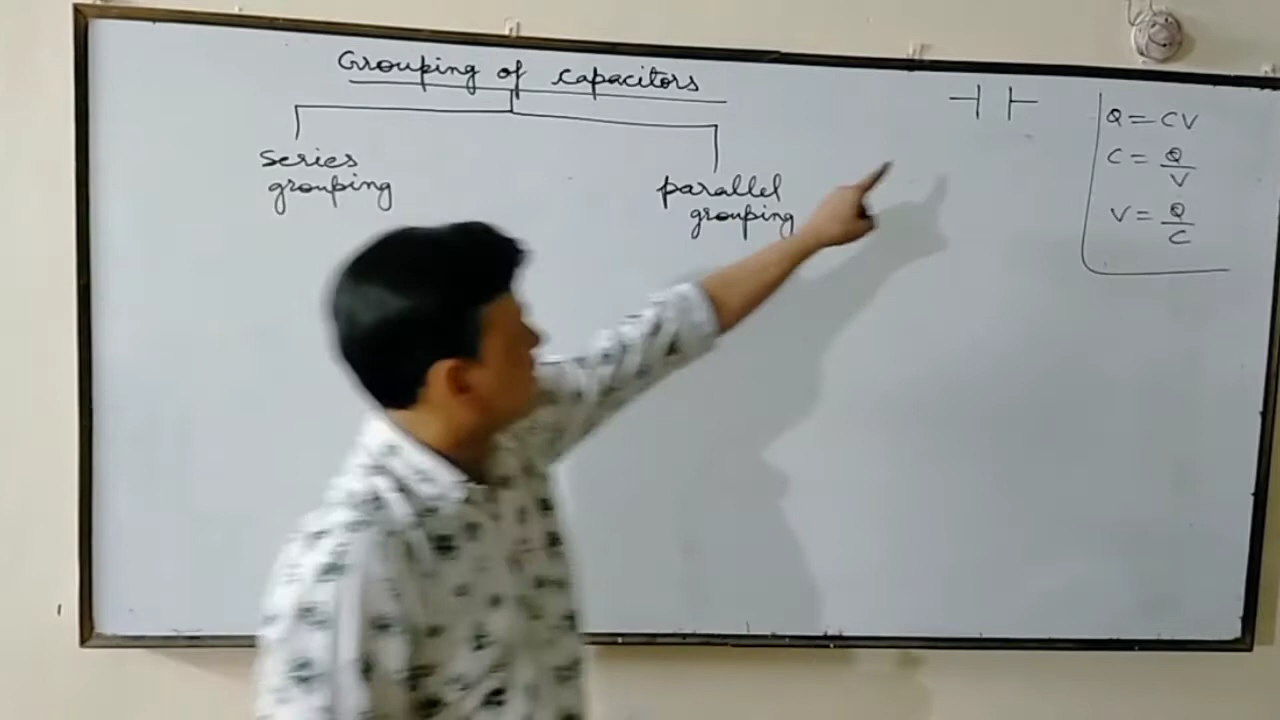 Grouping of capacitors
Series
grouping
parallel
grouping
Q = CV
C = Q/V
V = Q/C